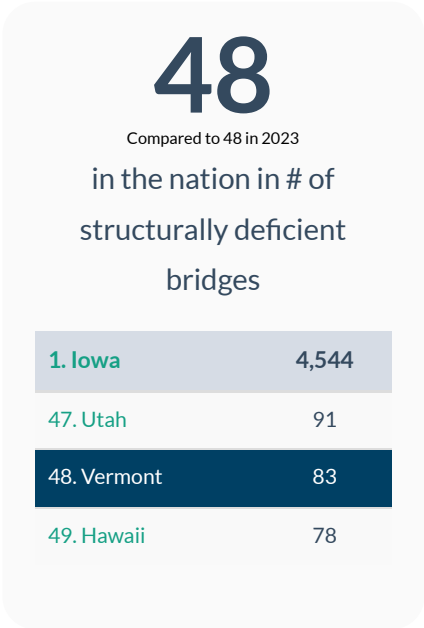 48
Compared to 48 in 2023
in the nation in # of
structurally deficient
bridges
1. Iowa 4,544
47. Utah 91
48. Vermont 83
49. Hawaii 78